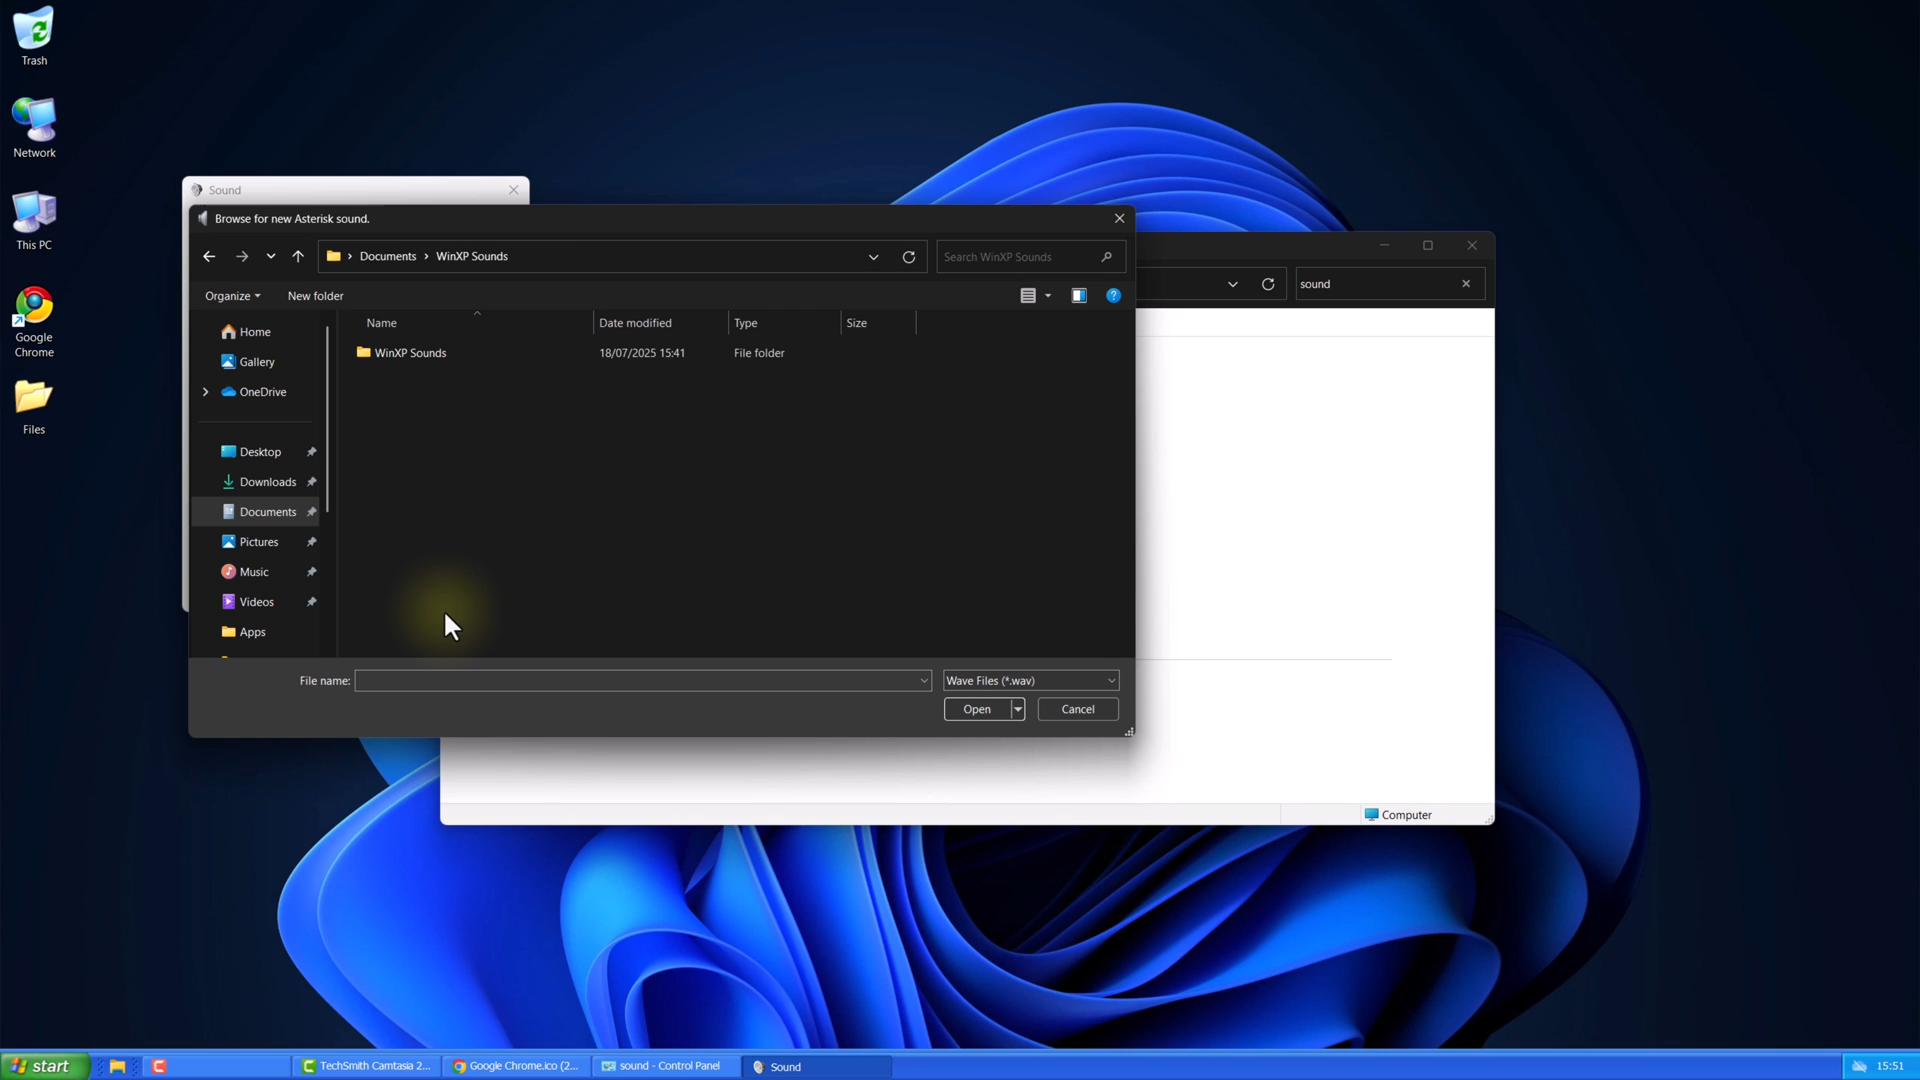 Trash
Network
This PC
Google
Chrome
Files
Sound
Browse for new Asterisk sound.
Documents
WinXP Sounds
Search WinXP Sounds
sound
Organize
New folder
Name
Date modified
Type
Size
WinXP Sounds
18/07/2025 15:41
File folder
Home
Gallery
OneDrive
Desktop
Downloads
Documents
Pictures
Music
Videos
Apps
File name:
Wave Files (*.wav)
Open
Cancel
Computer
start
TechSmith Camtasia 2...
Google Chrome.ico (2...
sound - Control Panel
Sound
15:51